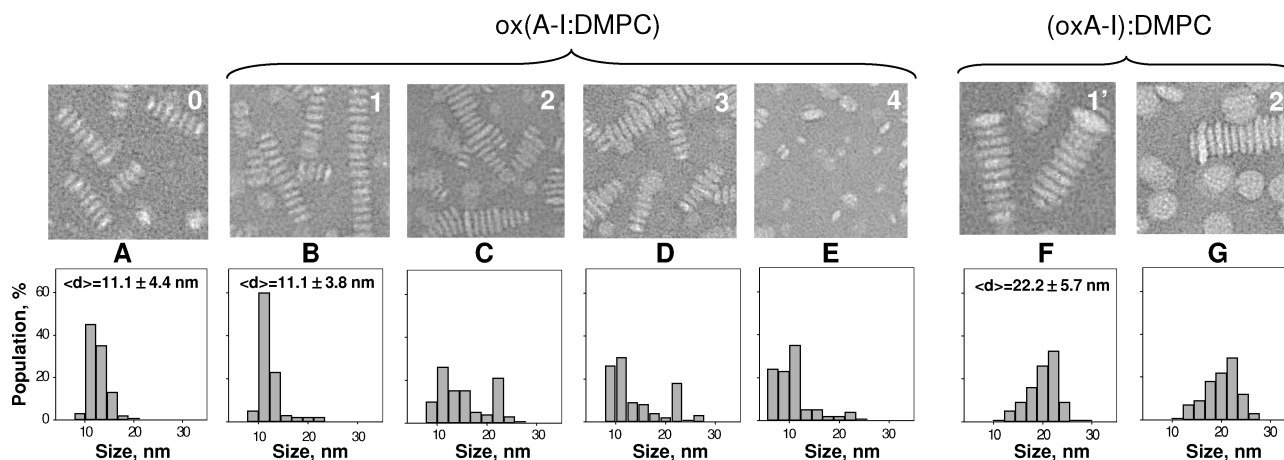 ox(A-I:DMPC)
(oxA-I):DMPC
0
1
2
3
4
1'
2
A
B
C
D
E
F
G
<d>=11.1 ± 4.4 nm
<d>=11.1 ± 3.8 nm
<d>=22.2 ± 5.7 nm
Population, %
60
40
20
0
10 20 30
10 20 30
10 20 30
10 20 30
10 20 30
10 20 30
10 20 30
Size, nm
Size, nm
Size, nm
Size, nm
Size, nm
Size, nm
Size, nm